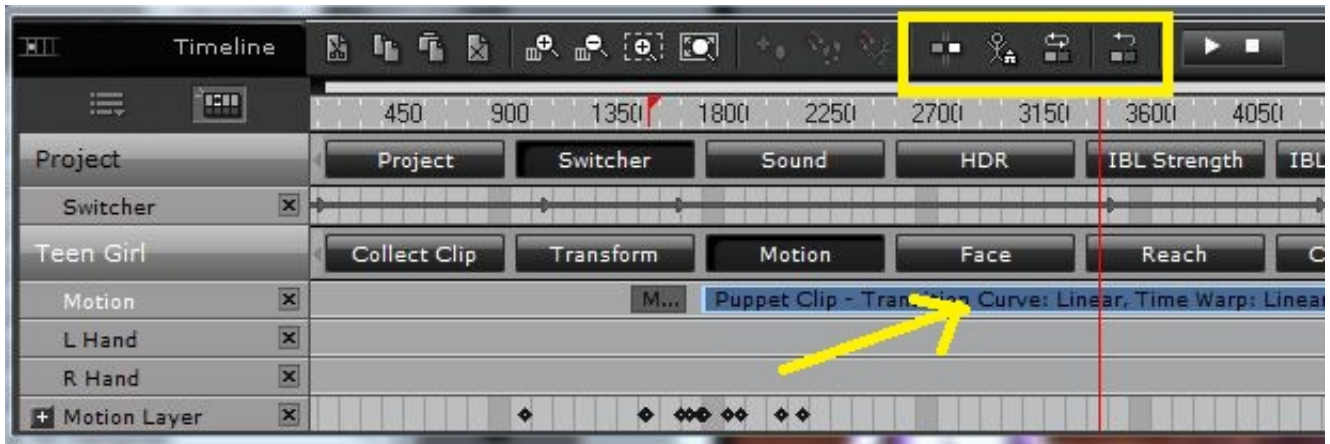 Timeline
450 900 1350 1800 2250 2700 3150 3600 4050
Project Project Switcher Sound HDR IBL Strength IBL
Switcher
Teen Girl Collect Clip Transform Motion Face Reach C
Motion M... Puppet Clip - Transition Curve: Linear, Time Warp: Linear
L Hand
R Hand
Motion Layer